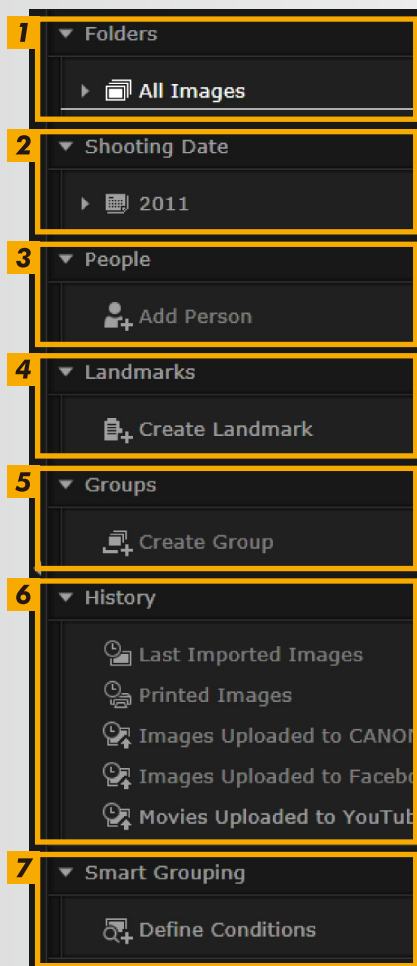 1 Folders
All Images
2 Shooting Date
2011
3 People
Add Person
4 Landmarks
Create Landmark
5 Groups
Create Group
6 History
Last Imported Images
Printed Images
Images Uploaded to CANON
Images Uploaded to
Movies Uploaded to
7 Smart Grouping
Define Conditions